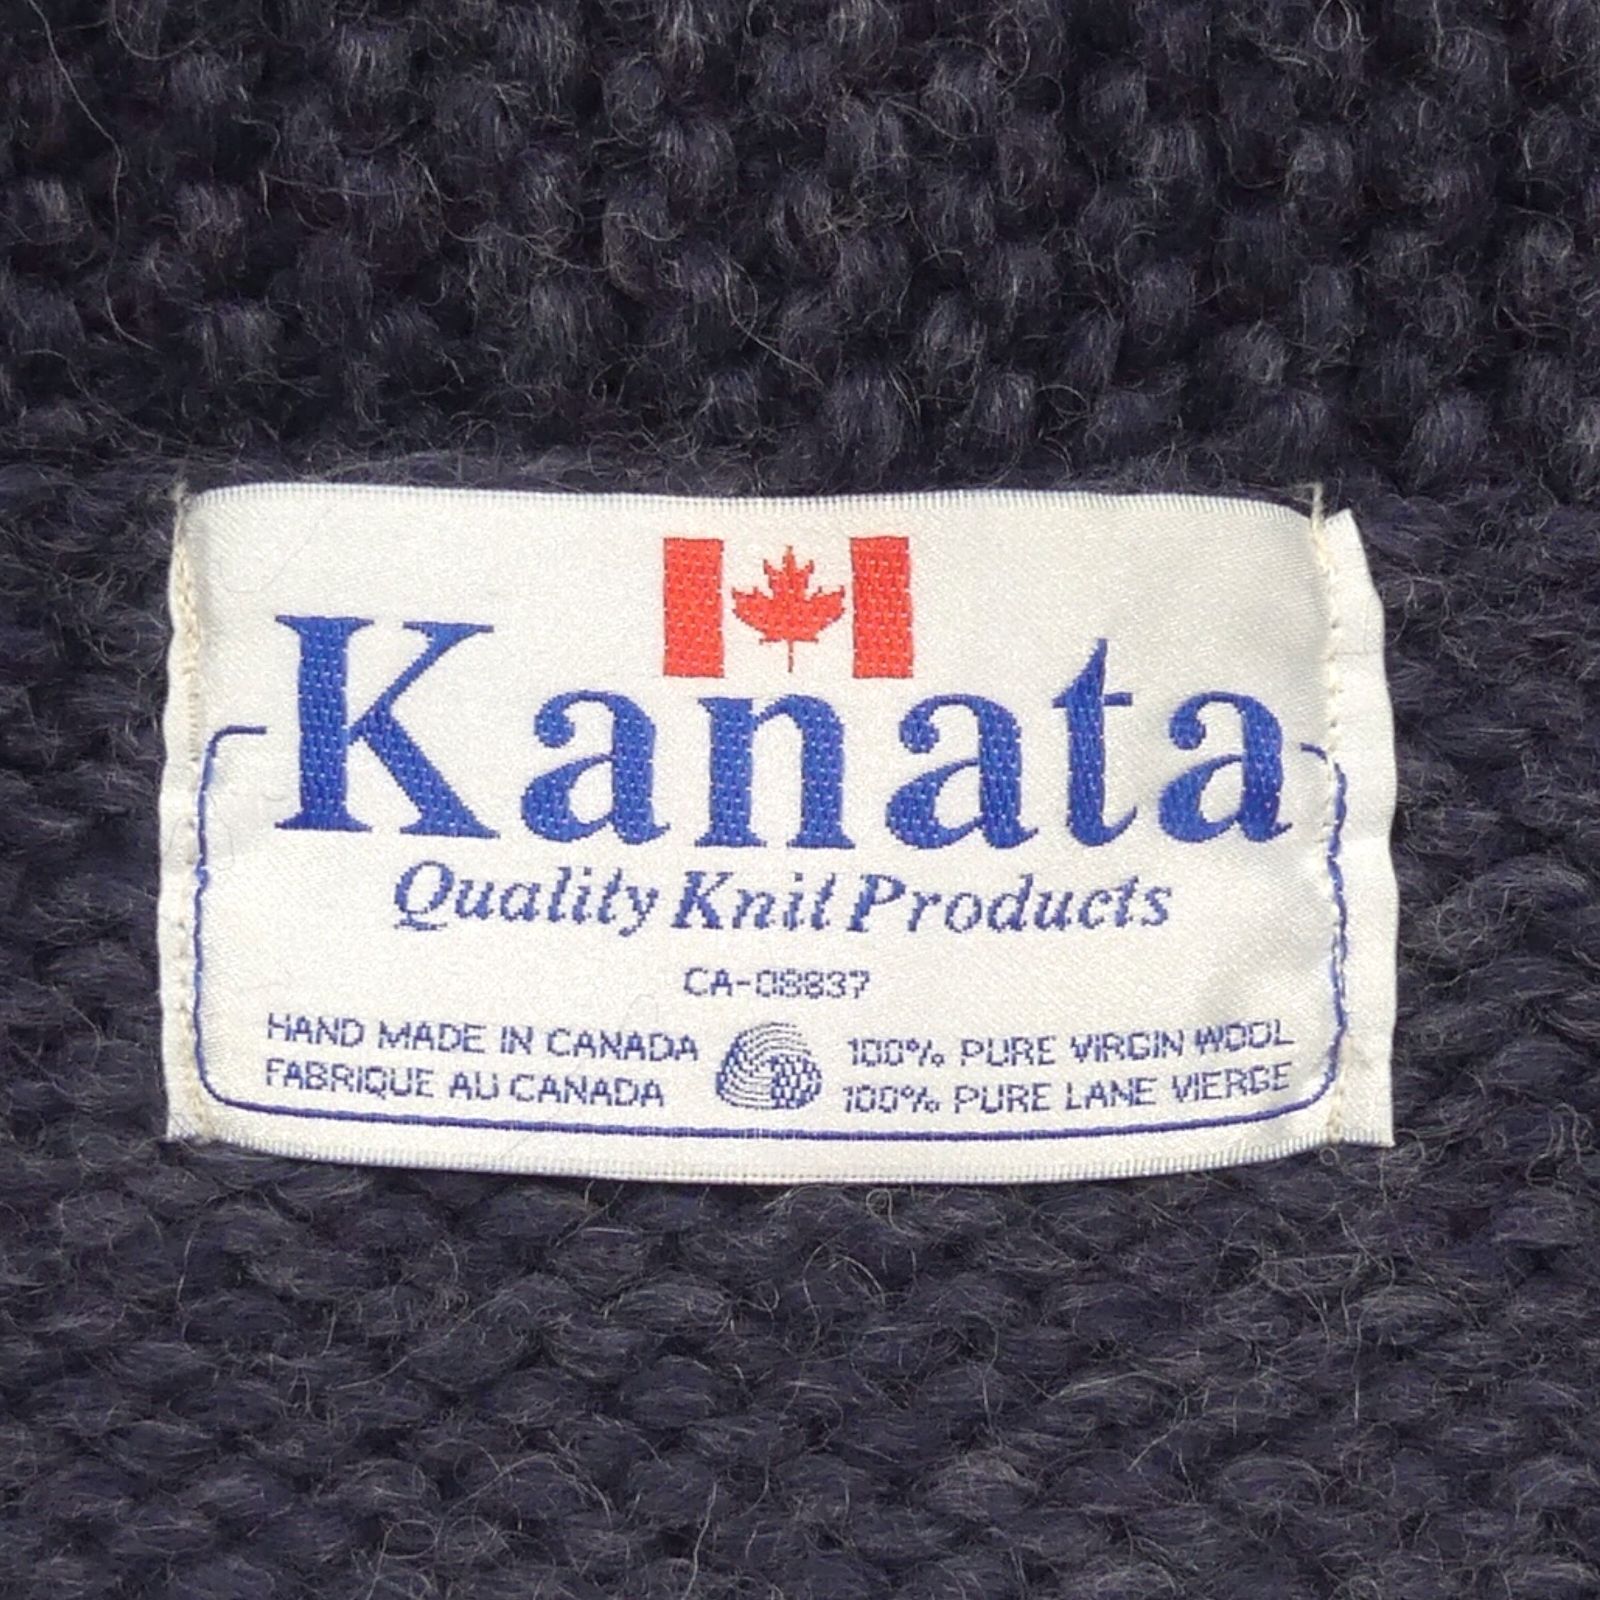 Kanata
Quality Knit Products
CA-08837
HAND MADE IN CANADA
FABRIQUE AU CANADA
100% PURE VIRGIN WOOL
100% PURE LANE VIERGE